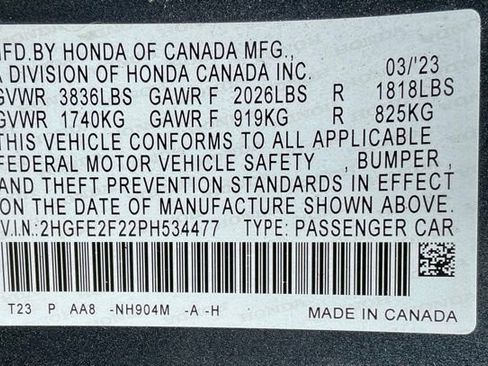 MFD.BY HONDA OF CANADA MFG.,
A DIVISION OF HONDA CANADA INC. 03/'23
GVWR 3836LBS GAWR F 2026LBS R 1818LBS
GVWR 1740KG GAWR F 919KG R 825KG
THIS VEHICLE CONFORMS TO ALL APPLICABLE
FEDERAL MOTOR VEHICLE SAFETY , BUMPER ,
AND THEFT PREVENTION STANDARDS IN EFFECT
ON THE DATE OF MANUFACTURE SHOWN ABOVE.
V.I.N: 2HGFE2F22PH534477 TYPE: PASSENGER CAR
T23 P AA8 -NH904M -A -H MADE IN CANADA